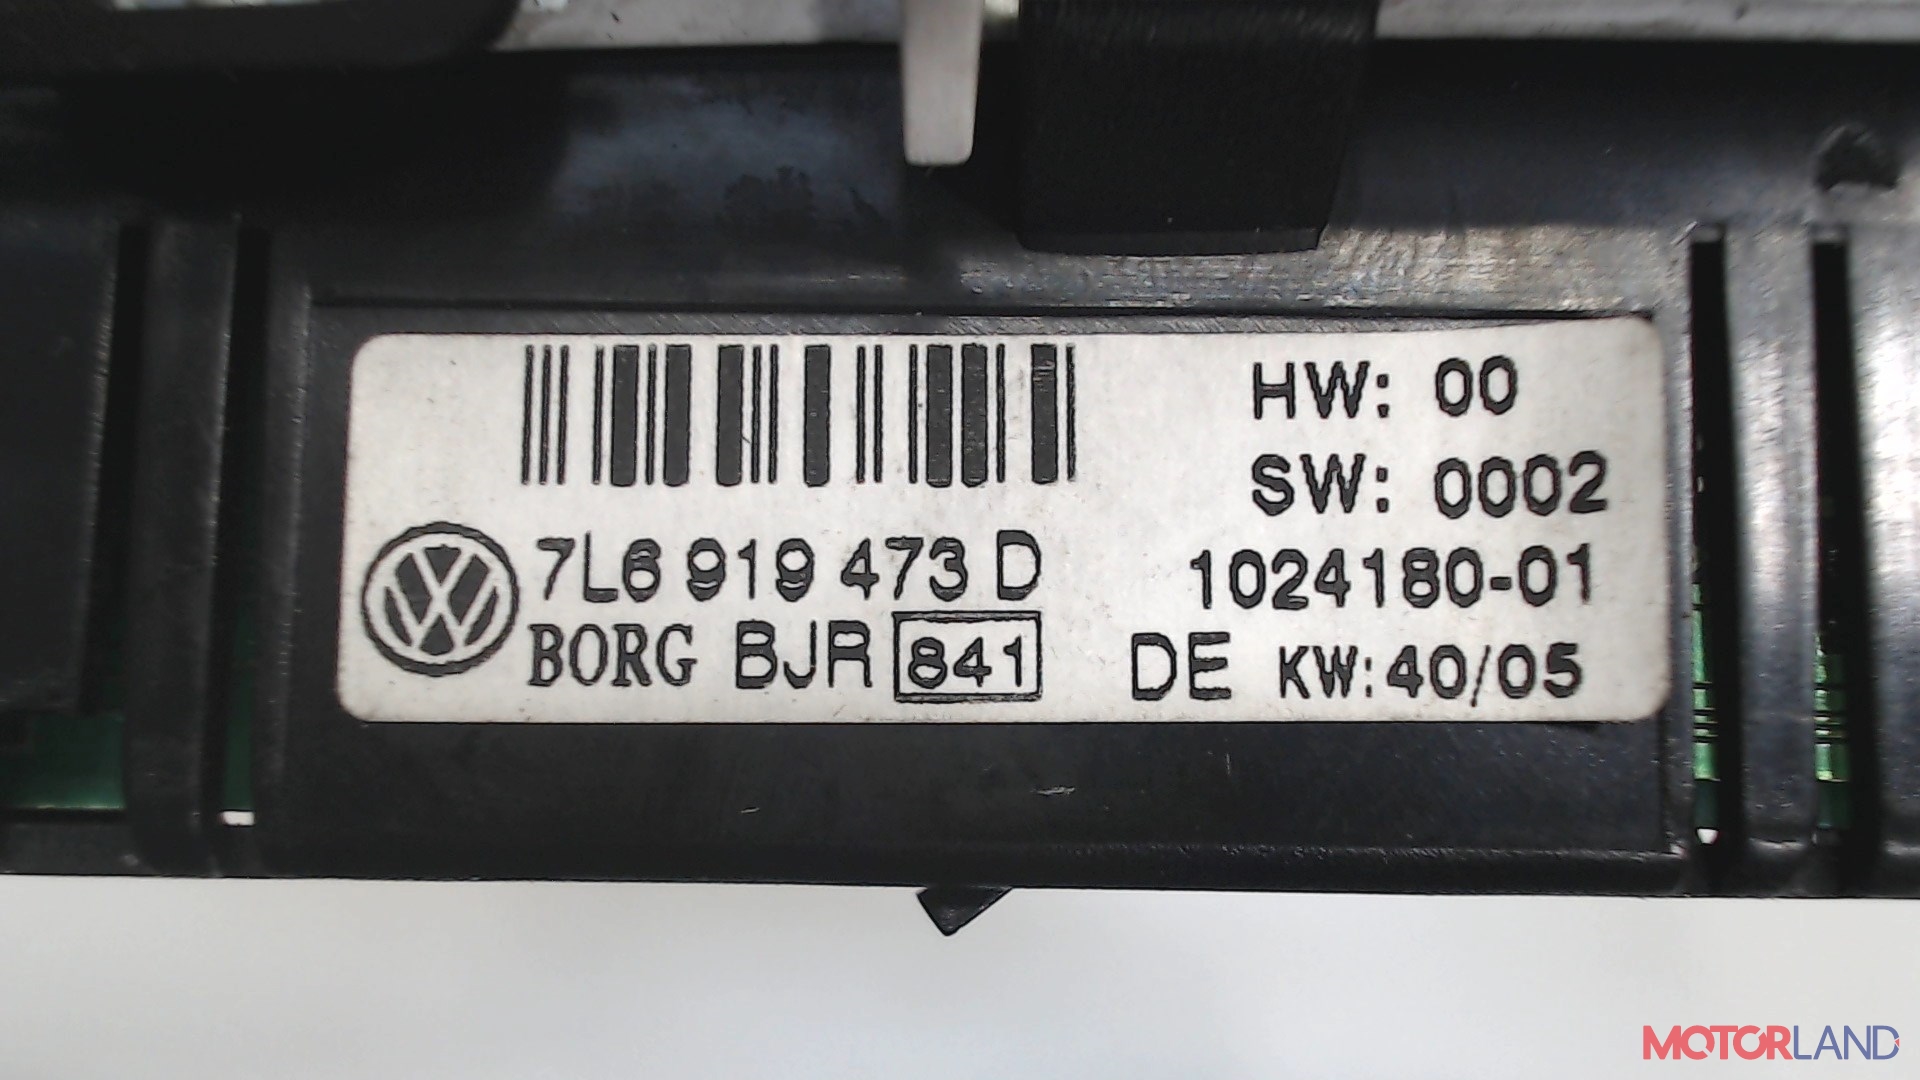 HW: 00
SW: 0002
7L6 919 473 D
1024180-01
BORG BJR 841
DE KW:40/05
MOTORLAND